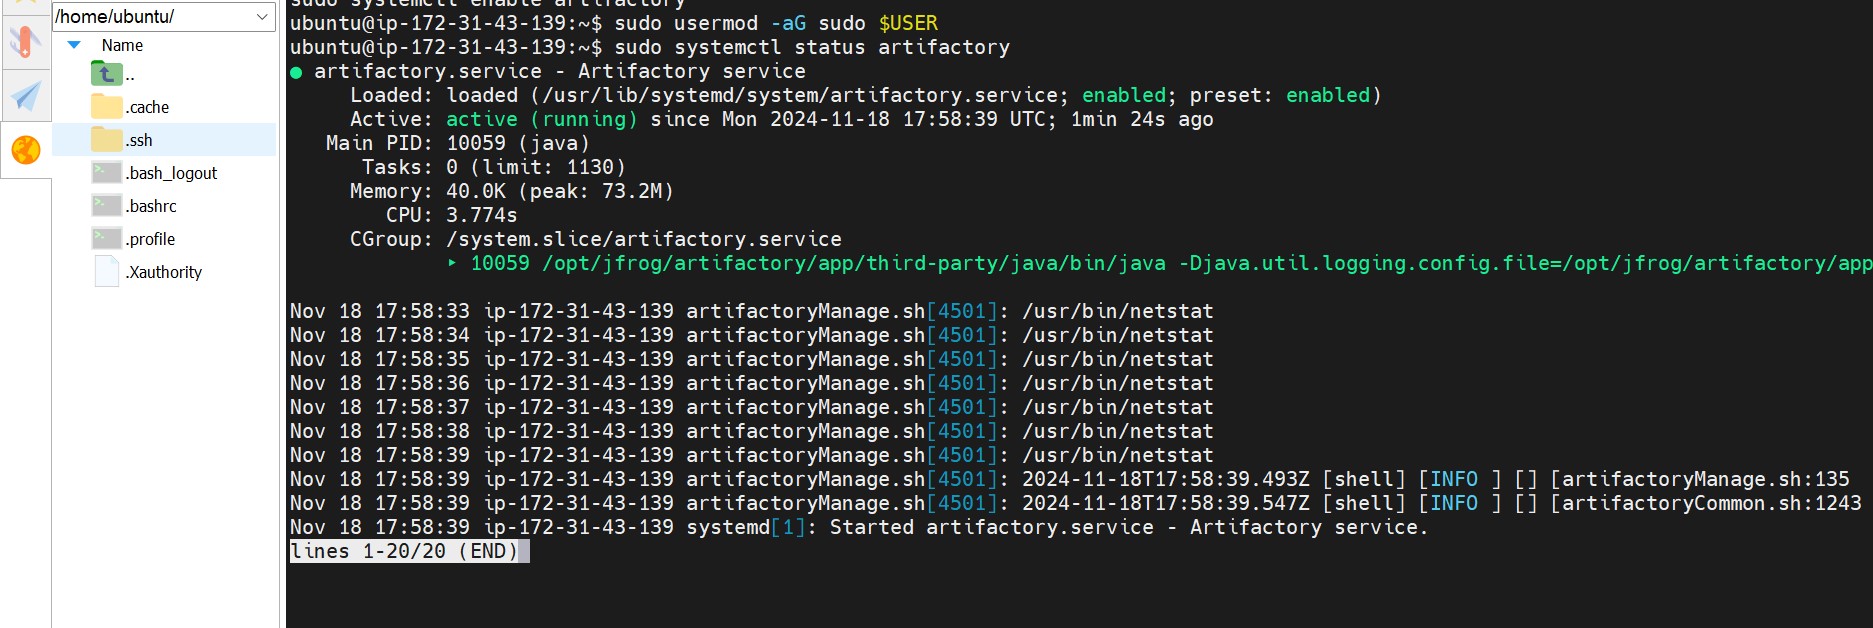 /home/ubuntu/
Name
..
.cache
.ssh
.bash_logout
.bashrc
.profile
.Xauthority
sudo systemctl enable artifactory
ubuntu@ip-172-31-43-139:~$ sudo usermod -aG sudo $USER
ubuntu@ip-172-31-43-139:~$ sudo systemctl status artifactory
● artifactory.service - Artifactory service
Loaded: loaded (/usr/lib/systemd/system/artifactory.service; enabled; preset: enabled)
Active: active (running) since Mon 2024-11-18 17:58:39 UTC; 1min 24s ago
Main PID: 10059 (java)
Tasks: 0 (limit: 1130)
Memory: 40.0K (peak: 73.2M)
CPU: 3.774s
CGroup: /system.slice/artifactory.service
‣ 10059 /opt/jfrog/artifactory/app/third-party/java/bin/java -Djava.util.logging.config.file=/opt/jfrog/artifactory/app
Nov 18 17:58:33 ip-172-31-43-139 artifactoryManage.sh[4501]: /usr/bin/netstat
Nov 18 17:58:34 ip-172-31-43-139 artifactoryManage.sh[4501]: /usr/bin/netstat
Nov 18 17:58:35 ip-172-31-43-139 artifactoryManage.sh[4501]: /usr/bin/netstat
Nov 18 17:58:36 ip-172-31-43-139 artifactoryManage.sh[4501]: /usr/bin/netstat
Nov 18 17:58:37 ip-172-31-43-139 artifactoryManage.sh[4501]: /usr/bin/netstat
Nov 18 17:58:38 ip-172-31-43-139 artifactoryManage.sh[4501]: /usr/bin/netstat
Nov 18 17:58:39 ip-172-31-43-139 artifactoryManage.sh[4501]: /usr/bin/netstat
Nov 18 17:58:39 ip-172-31-43-139 artifactoryManage.sh[4501]: 2024-11-18T17:58:39.493Z [shell] [INFO ] [] [artifactoryManage.sh:135
Nov 18 17:58:39 ip-172-31-43-139 artifactoryManage.sh[4501]: 2024-11-18T17:58:39.547Z [shell] [INFO ] [] [artifactoryCommon.sh:1243
Nov 18 17:58:39 ip-172-31-43-139 systemd[1]: Started artifactory.service - Artifactory service.
lines 1-20/20 (END)